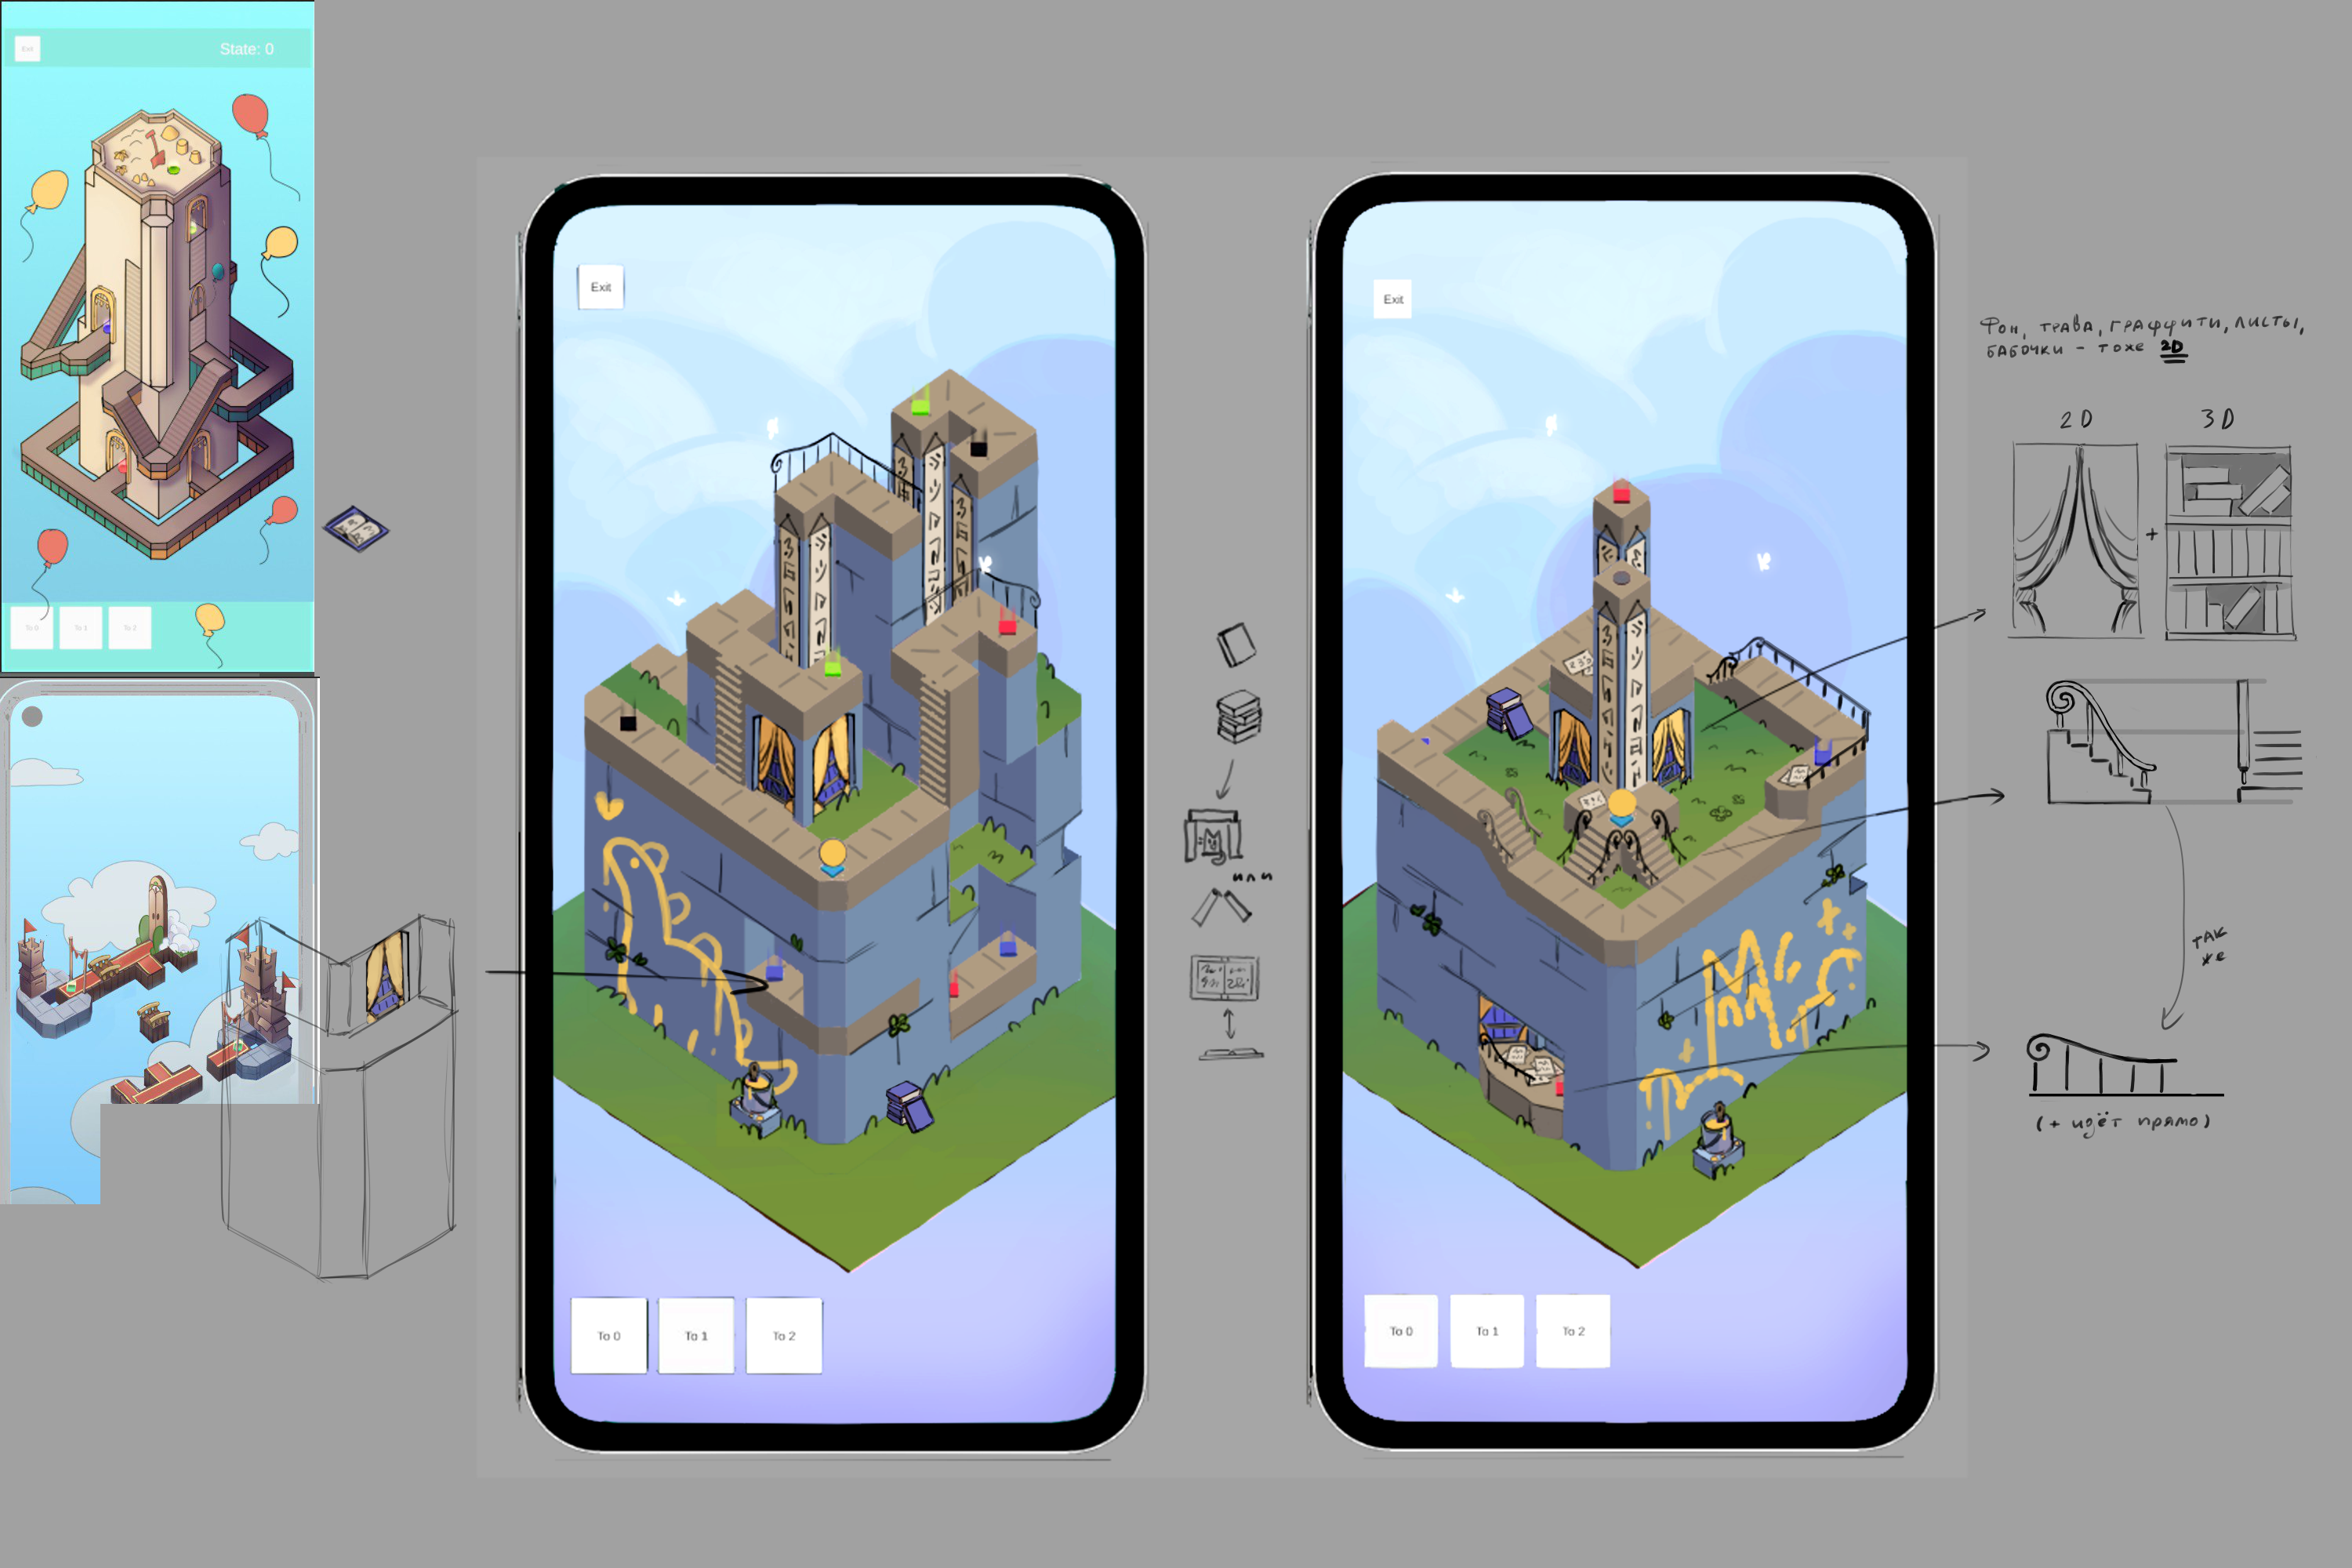 Exit
State: 0
To 0
To 1
To 2
Exit
To 0
To 1
To 2
или
Exit
To 0
To 1
To 2
Фон, трава, граффити, листы,
бабочки - тоже 2D
2D
3D
+
так
же
(+ идёт прямо)